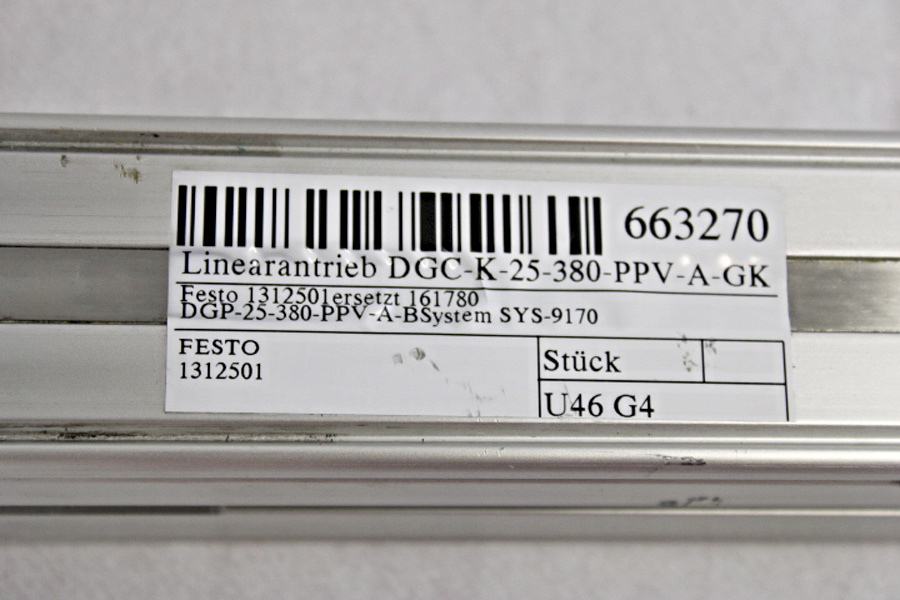 663270
Linearantrieb DGC-K-25-380-PPV-A-GK
Festo 1312501ersetzt 161780
DGP-25-380-PPV-A-BSystem SYS-9170
FESTO
1312501
Stück
U46 G4